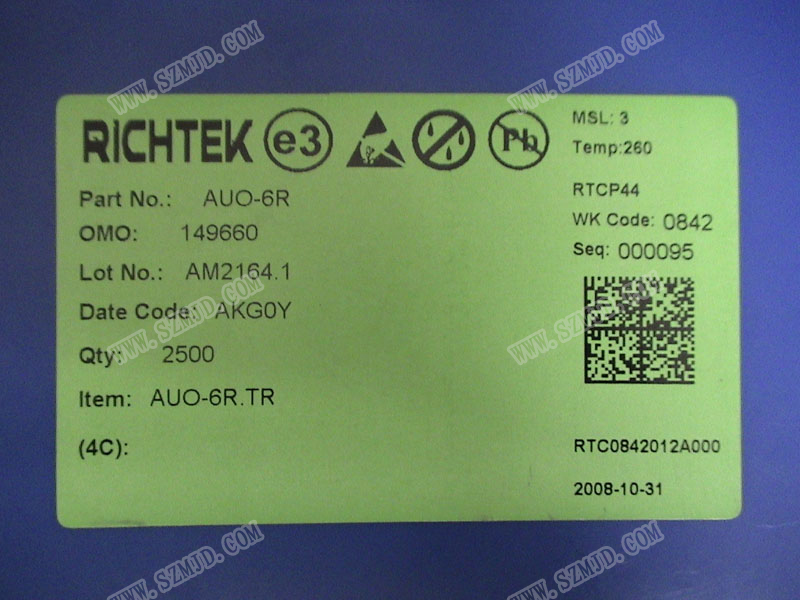 WWW.SZMJD.COM
WWW.SZMJD.COM
RICHTEK e3 Pb
MSL: 3
Temp:260
Part No.: AUO-6R
RTCP44
OMO: 149660
WK Code: 0842
Seq: 000095
Lot No.: AM2164.1
Date Code: AKG0Y
WWW.SZMJD.COM
WWW.SZMJD.COM
Qty: 2500
Item: AUO-6R.TR
(4C):
RTC0842012A000
2008-10-31
WWW.SZMJD.COM
WWW.SZMJD.COM